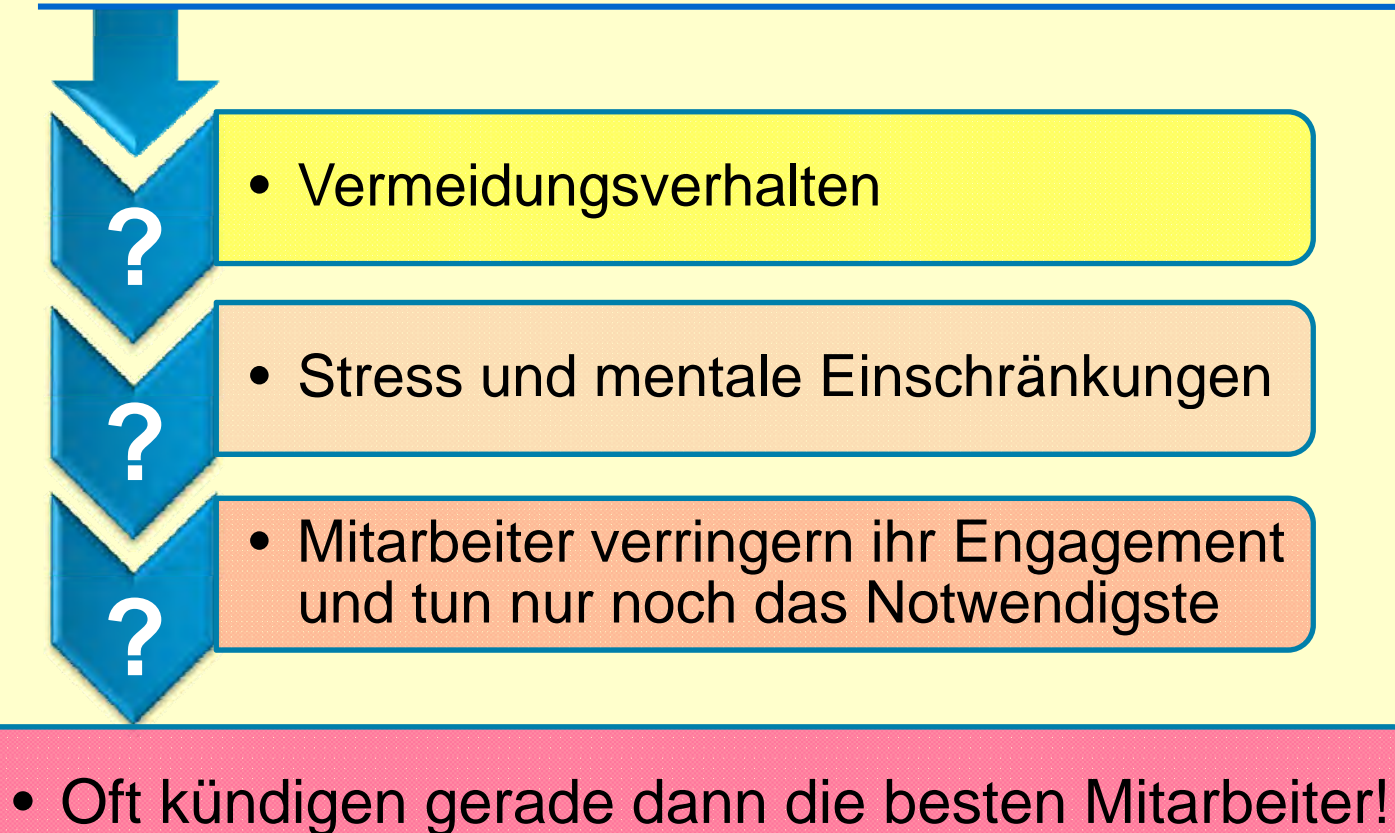 ?
• Vermeidungsverhalten
?
• Stress und mentale Einschränkungen
?
• Mitarbeiter verringern ihr Engagement
und tun nur noch das Notwendigste
• Oft kündigen gerade dann die besten Mitarbeiter!